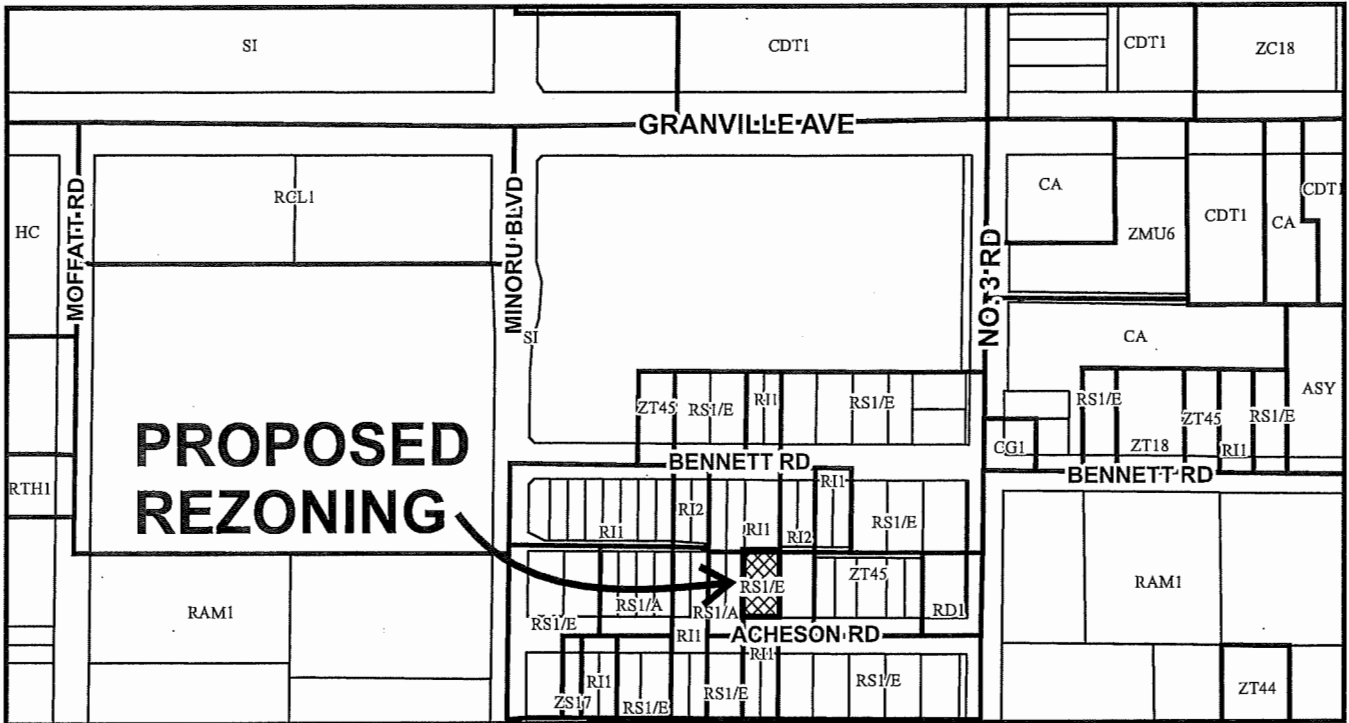 SI
CDT1
CDT1
ZC18
GRANVILLE AVE
HC
MOFFATT RD
RCL1
MINORU BLVD
SI
NO. 3 RD
CA
ZMU6
CDT1
CA
CDT1
CA
ASY
RS1/E
ZT18
ZT45
RI1
RS1/E
CG1
BENNETT RD
ZT45
RS1/E
RI1
RS1/E
BENNETT RD
RTH1
PROPOSED
REZONING
RI1
RI2
RI1
RI2
RI1
RS1/E
RS1/E
RS1/A
RS1/A
RS1/E
ZT45
RD1
RAM1
RAM1
RI1
ACHESON RD
ZS17
RI1
RS1/E
RS1/E
RI1
RS1/E
ZT44